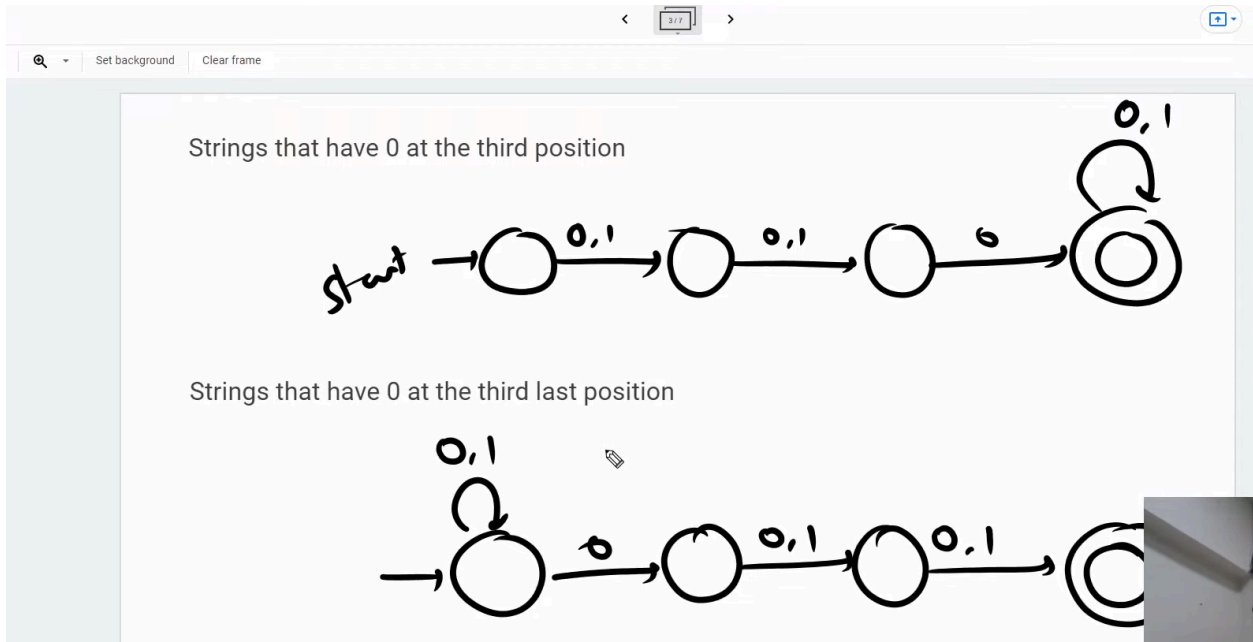 3 / 7
Set background Clear frame
0, 1
Strings that have 0 at the third position
0, 1 0, 1 0
start
Strings that have 0 at the third last position
0, 1
0 0, 1 0, 1